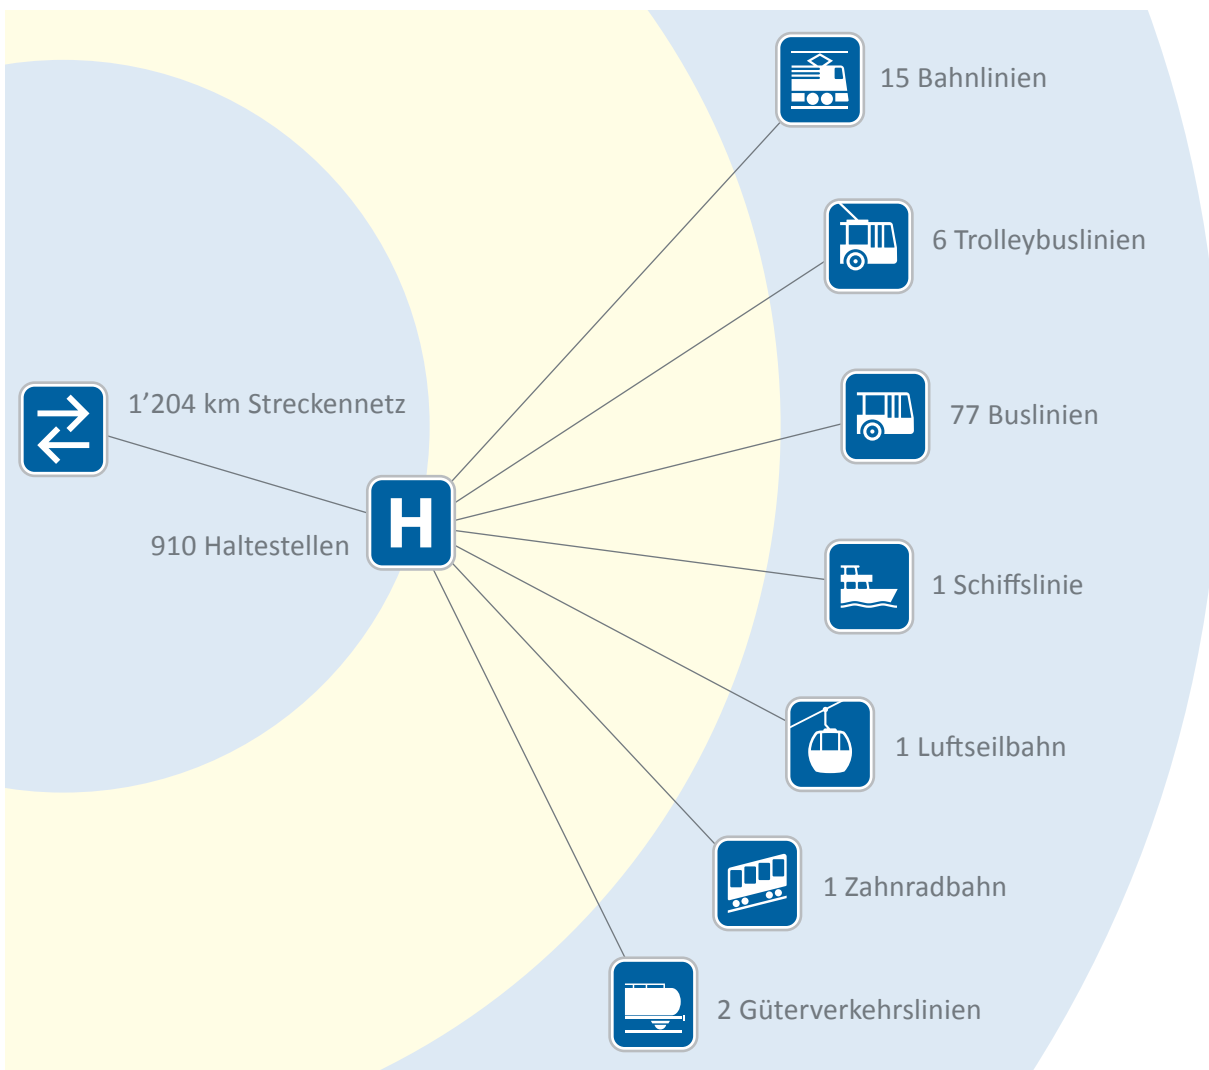 15 Bahnlinien
6 Trolleybuslinien
1’204 km Streckennetz
77 Buslinien
H
910 Haltestellen
1 Schiffslinie
1 Luftseilbahn
1 Zahnradbahn
2 Güterverkehrslinien